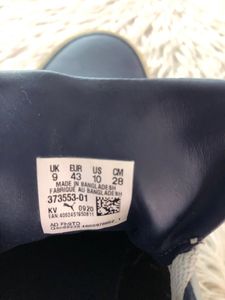 UK EUR US CM
9 43 10 28
MADE IN BANGLADESH
FABRIQUE AU BANGLADESH
373553-01
KV 0920